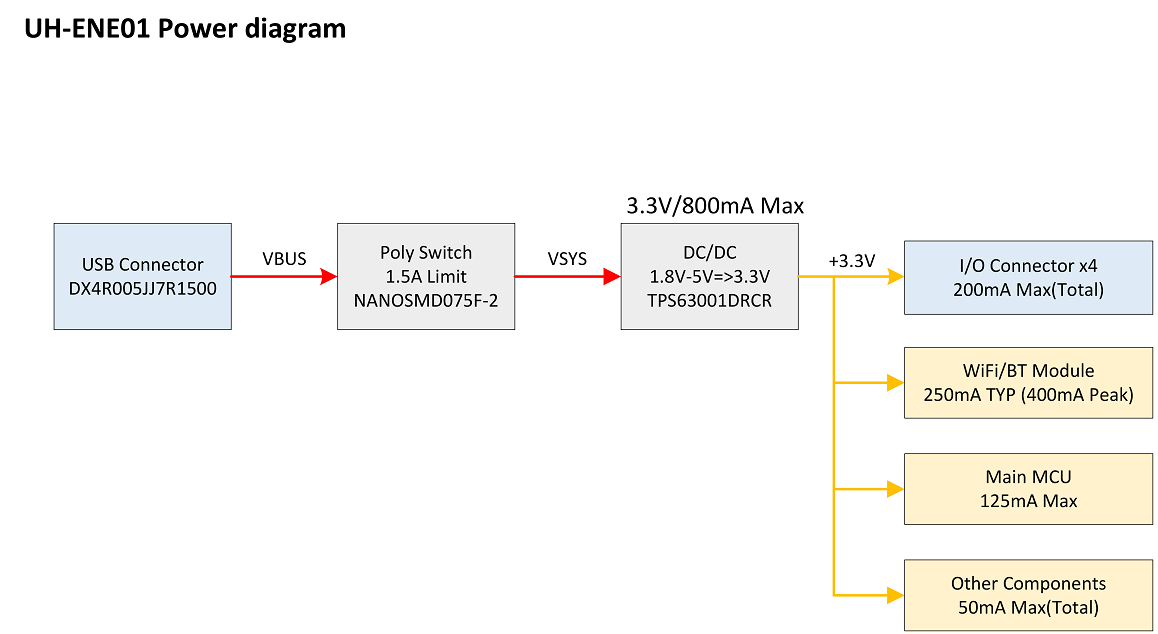 UH-ENE01 Power diagram
3.3V/800mA Max
USB Connector
DX4R005JJ7R1500
VBUS
Poly Switch
1.5A Limit
NANOSMD075F-2
VSYS
DC/DC
1.8V-5V=>3.3V
TPS63001DRCR
+3.3V
I/O Connector x4
200mA Max(Total)
WiFi/BT Module
250mA TYP (400mA Peak)
Main MCU
125mA Max
Other Components
50mA Max(Total)